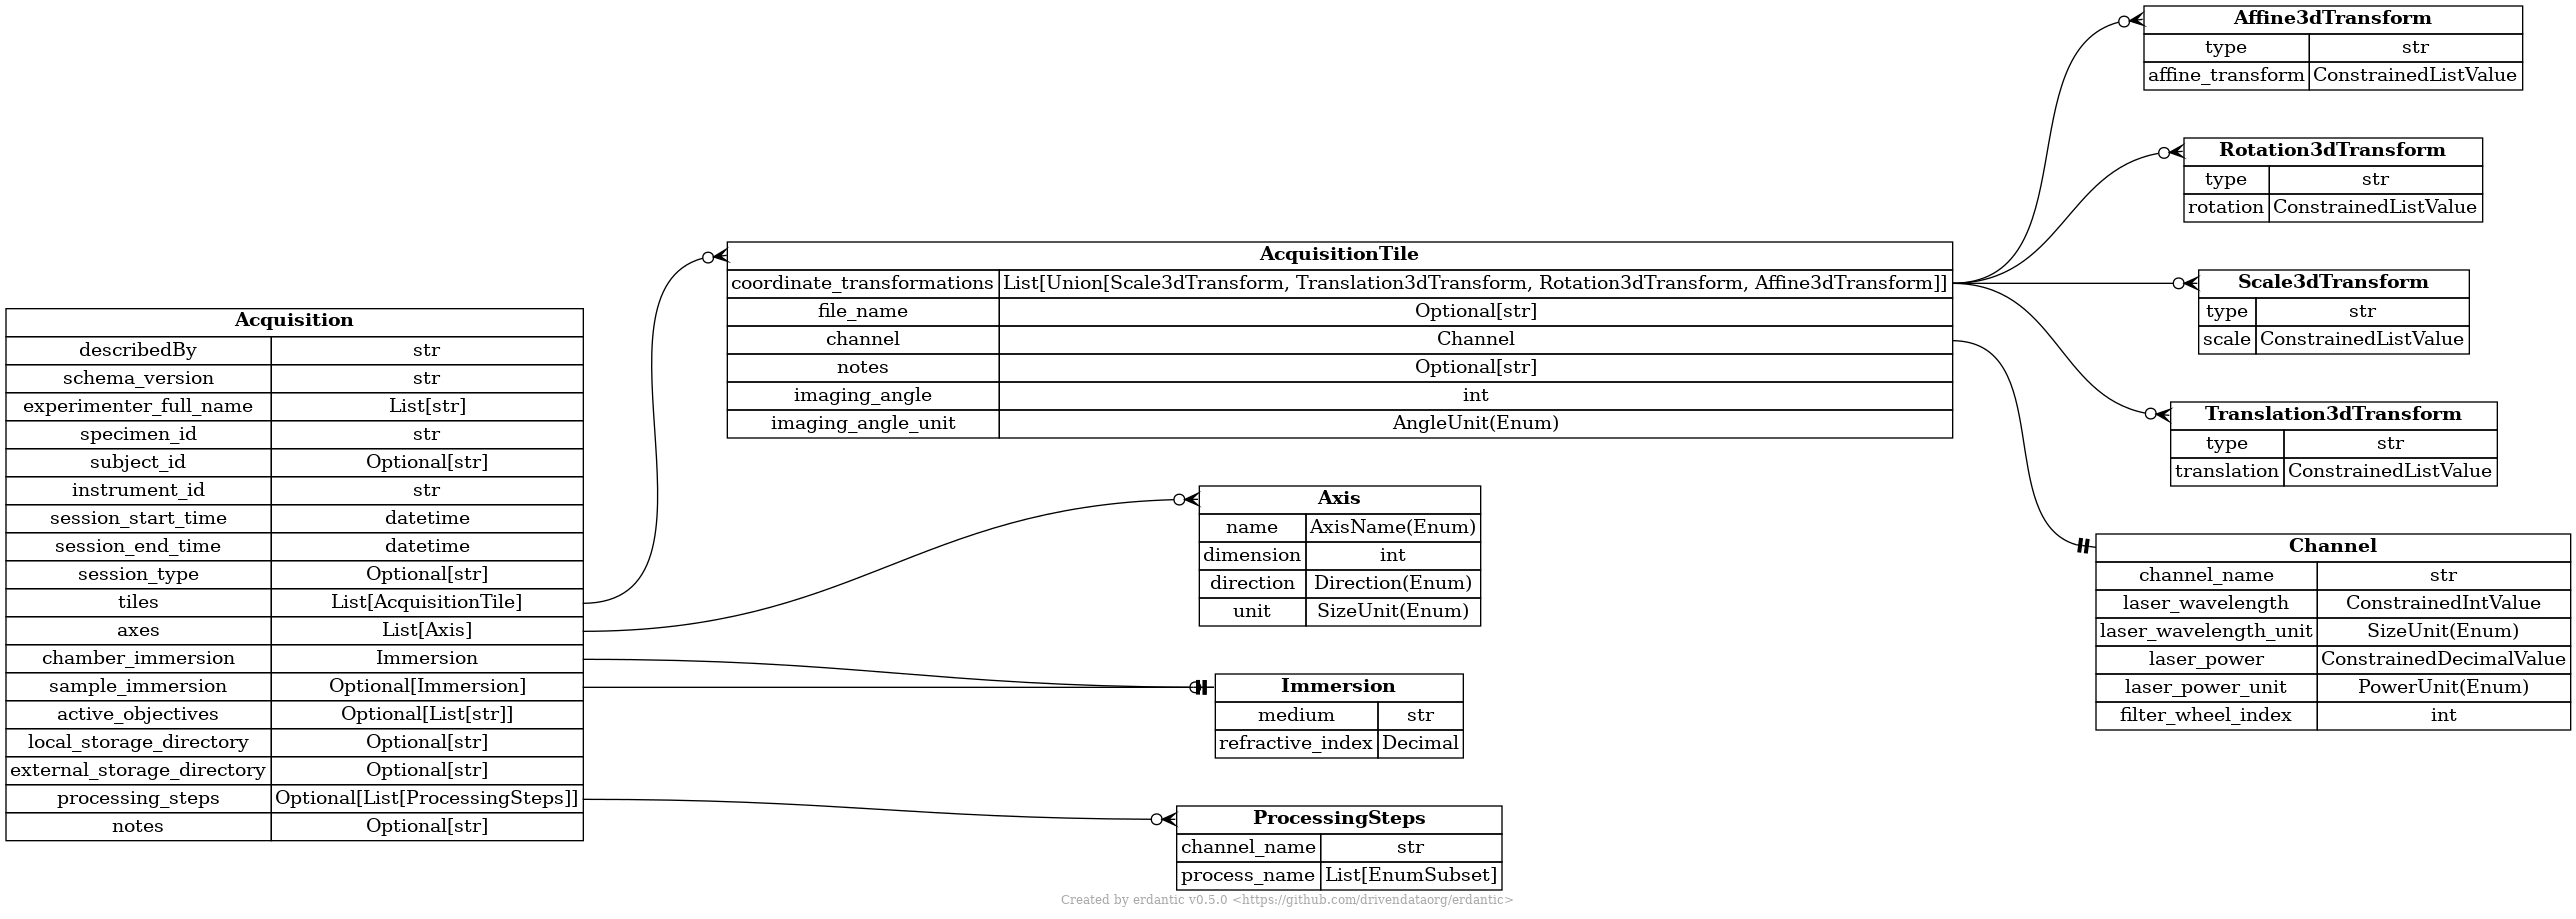 Acquisition
describedBy str
schema_version str
experimenter_full_name List[str]
specimen_id str
subject_id Optional[str]
instrument_id str
session_start_time datetime
session_end_time datetime
session_type Optional[str]
tiles List[AcquisitionTile]
axes List[Axis]
chamber_immersion Immersion
sample_immersion Optional[Immersion]
active_objectives Optional[List[str]]
local_storage_directory Optional[str]
external_storage_directory Optional[str]
processing_steps Optional[List[ProcessingSteps]]
notes Optional[str]
AcquisitionTile
coordinate_transformations List[Union[Scale3dTransform, Translation3dTransform, Rotation3dTransform, Affine3dTransform]]
file_name Optional[str]
channel Channel
notes Optional[str]
imaging_angle int
imaging_angle_unit AngleUnit(Enum)
Axis
name AxisName(Enum)
dimension int
direction Direction(Enum)
unit SizeUnit(Enum)
Immersion
medium str
refractive_index Decimal
ProcessingSteps
channel_name str
process_name List[EnumSubset]
Affine3dTransform
type str
affine_transform ConstrainedListValue
Rotation3dTransform
type str
rotation ConstrainedListValue
Scale3dTransform
type str
scale ConstrainedListValue
Translation3dTransform
type str
translation ConstrainedListValue
Channel
channel_name str
laser_wavelength ConstrainedIntValue
laser_wavelength_unit SizeUnit(Enum)
laser_power ConstrainedDecimalValue
laser_power_unit PowerUnit(Enum)
filter_wheel_index int
Created by erdantic v0.5.0 <https://github.com/drivendataorg/erdantic>